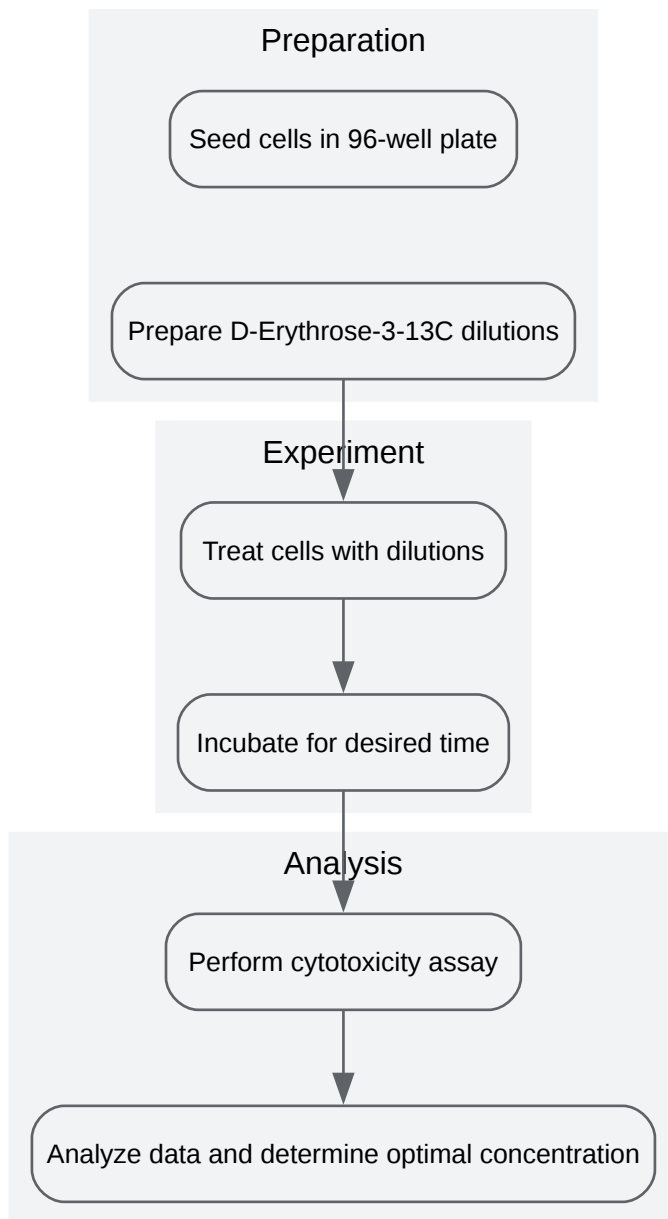 Preparation
Seed cells in 96-well plate
Prepare D-Erythrose-3-13C dilutions
Experiment
Treat cells with dilutions
Incubate for desired time
Analysis
Perform cytotoxicity assay
Analyze data and determine optimal concentration